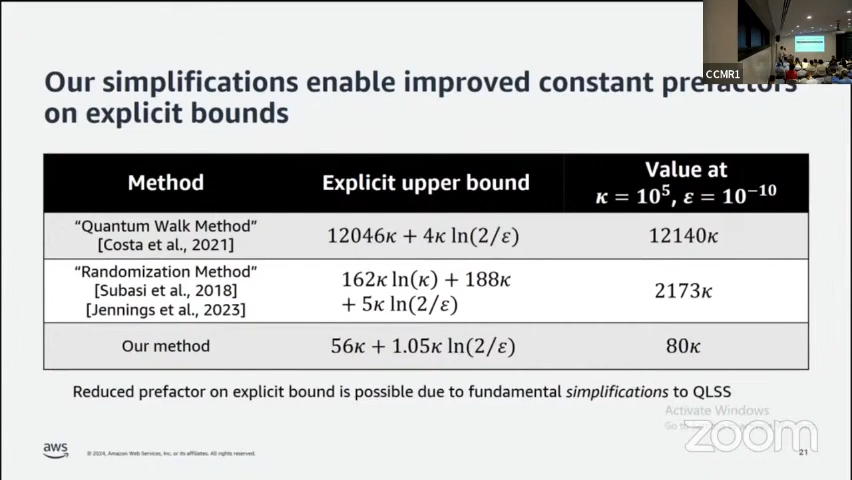 CCMR1
Our simplifications enable improved constant prefactors
on explicit bounds
Method
Explicit upper bound
Value at
κ = 10⁵, ε = 10⁻¹⁰
“Quantum Walk Method”
[Costa et al., 2021]
12046κ + 4κ ln(2/ε)
12140κ
“Randomization Method”
[Subasi et al., 2018]
[Jennings et al., 2023]
162κ ln(κ) + 188κ
+ 5κ ln(2/ε)
2173κ
Our method
56κ + 1.05κ ln(2/ε)
80κ
Reduced prefactor on explicit bound is possible due to fundamental simplifications to QLSS
Activate Windows
Go to
zoom
aws
© 2024, Amazon Web Services, Inc. or its affiliates. All rights reserved.
21